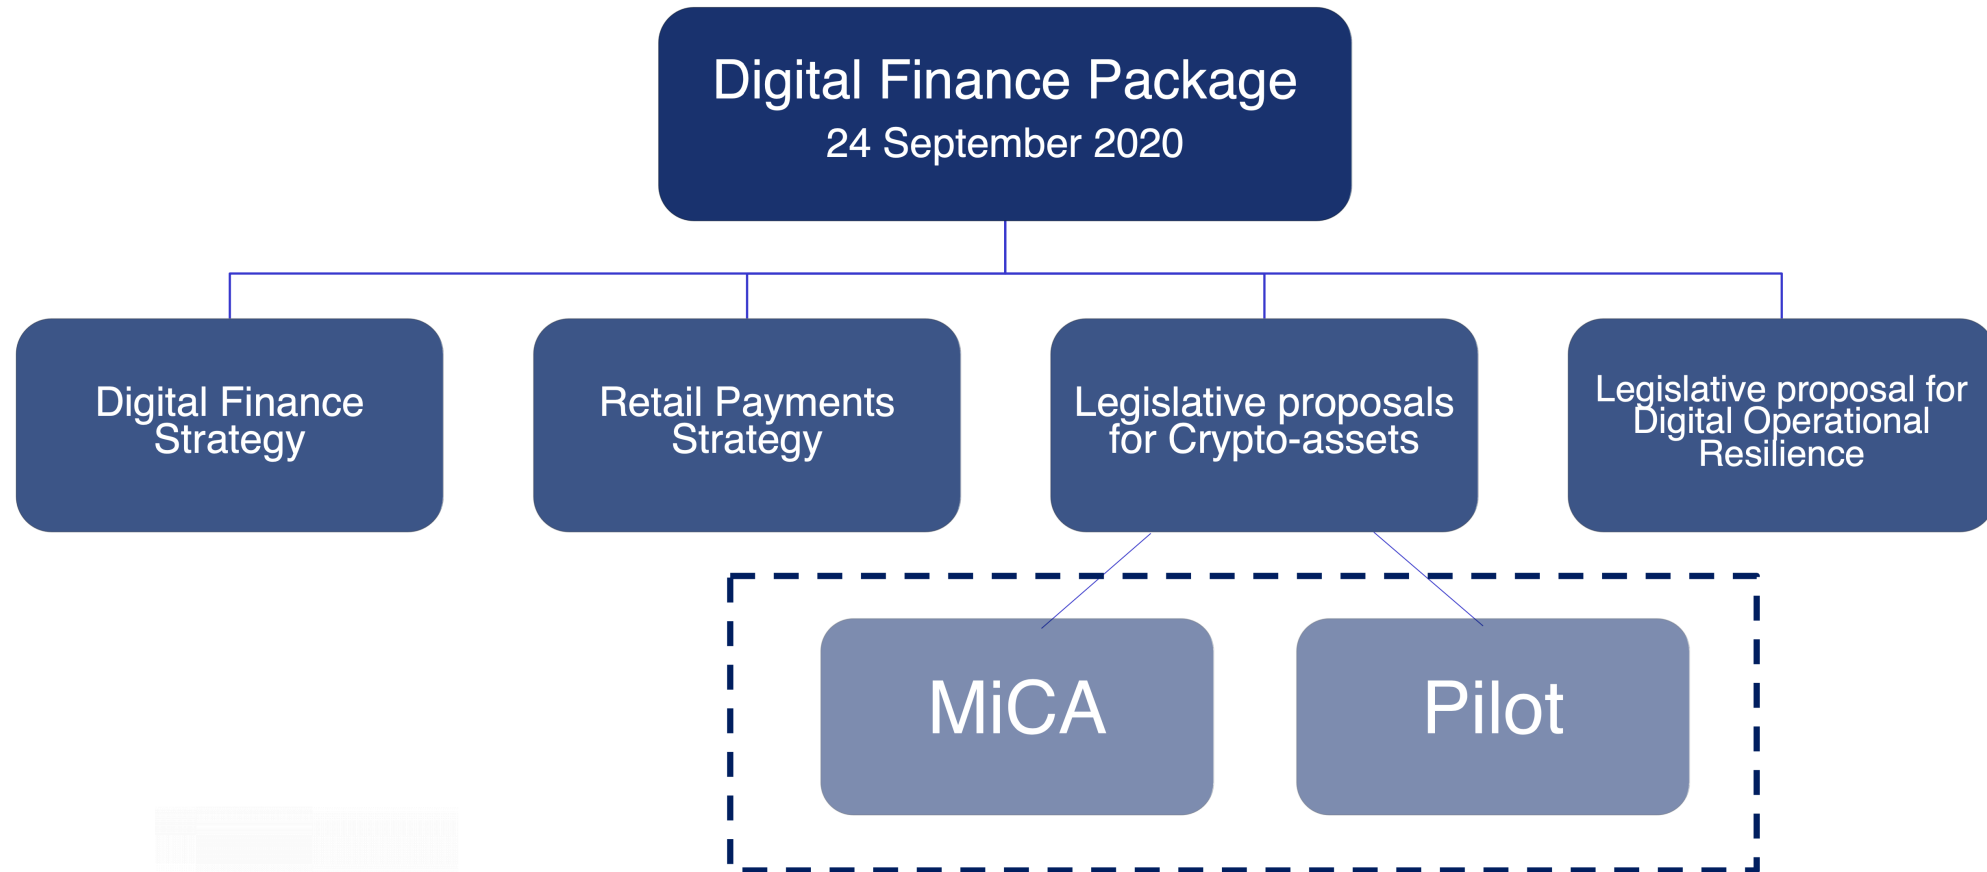 Digital Finance Package
24 September 2020
Digital Finance
Strategy
Retail Payments
Strategy
Legislative proposals
for Crypto-assets
Legislative proposal for
Digital Operational
Resilience
MiCA
Pilot